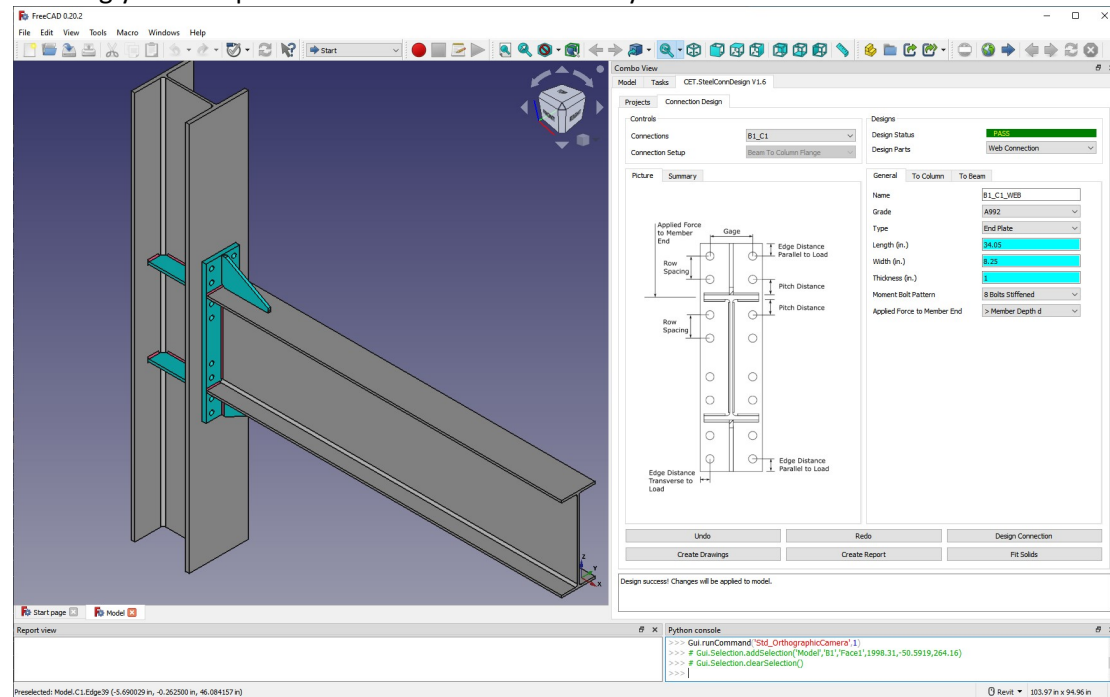 FreeCAD 0.20.2
File Edit View Tools Macro Windows Help
Start
FRONT
RIGHT
Z
Y
X
Start page
Model
Combo View
Model Tasks CET.SteelConnDesign V1.6
Projects Connection Design
Controls
Connections B1_C1
Connection Setup Beam To Column Flange
Designs
Design Status PASS
Design Parts Web Connection
Picture Summary
Applied Force
to Member
End
Gage
Edge Distance
Parallel to Load
Row
Spacing
Pitch Distance
Pitch Distance
Row
Spacing
Edge Distance
Parallel to Load
Edge Distance
Transverse to
Load
General To Column To Beam
Name B1_C1_WEB
Grade A992
Type End Plate
Length (in.) 34.05
Width (in.) 8.25
Thickness (in.) 1
Moment Bolt Pattern 8 Bolts Stiffened
Applied Force to Member End > Member Depth d
Undo Redo Design Connection
Create Drawings Create Report Fit Solids
Design success! Changes will be applied to model.
Report view
Python console
>>> Gui.runCommand('Std_OrthographicCamera',1)
>>> # Gui.Selection.addSelection('Model','B1','Face1',1998.31,-50.5919,264.16)
>>> # Gui.Selection.clearSelection()
>>>
Preselected: Model.C1.Edge39 (-5.690029 in, -0.262500 in, 46.084157 in)
Revit 103.97 in x 94.96 in